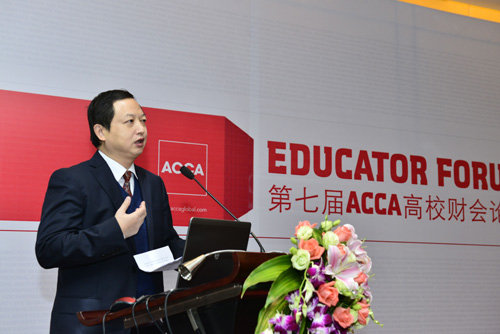 ACCA
accaglobal.com
EDUCATOR FORU
第七届ACCA高校财会论